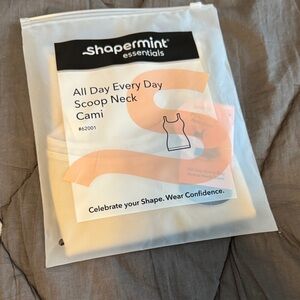 Shapermint
essentials
All Day Every Day
Scoop Neck
Cami
#62001
Celebrate your Shape. Wear Confidence.